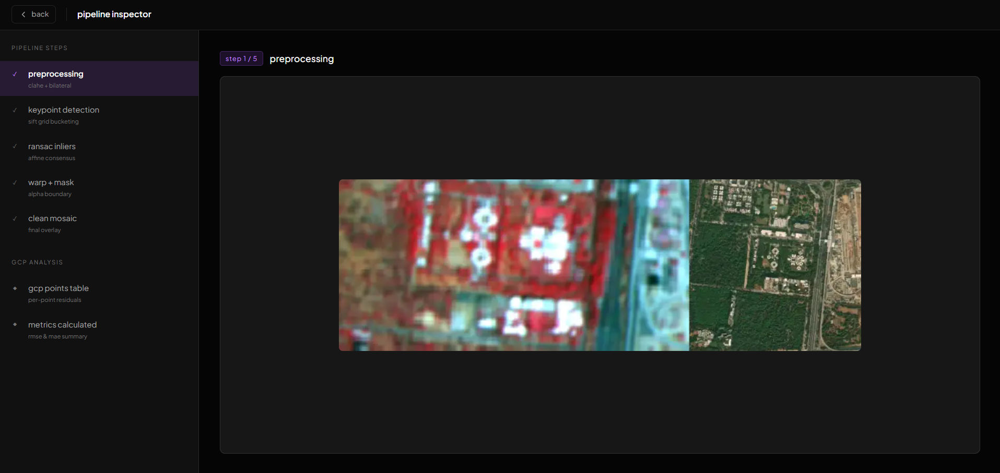 back
pipeline inspector
PIPELINE STEPS
preprocessing
clahe + bilateral
keypoint detection
sift grid bucketing
ransac inliers
affine consensus
warp + mask
alpha boundary
clean mosaic
final overlay
GCP ANALYSIS
gcp points table
per-point residuals
metrics calculated
rmse & mae summary
step 1 / 5
preprocessing